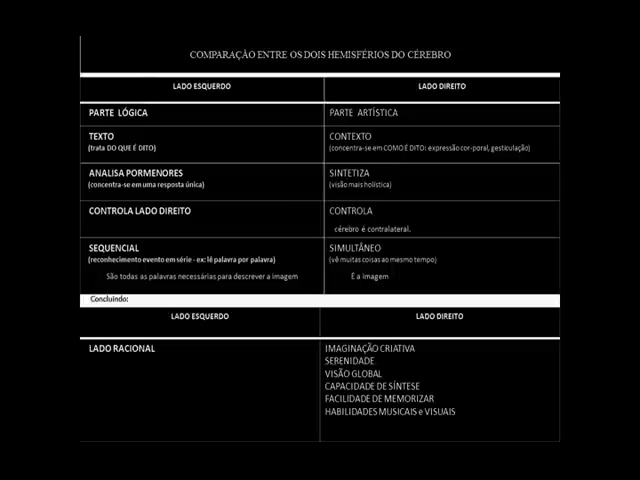 COMPARAÇÃO ENTRE OS DOIS HEMISFÉRIOS DO CÉREBRO
LADO ESQUERDO
LADO DIREITO
PARTE LÓGICA
PARTE ARTÍSTICA
TEXTO
(trata DO QUE É DITO)
CONTEXTO
(concentra-se em COMO É DITO: expressão cor-poral, gesticulação)
ANALISA PORMENORES
(concentra-se em uma resposta única)
SINTETIZA
(visão mais holística)
CONTROLA LADO DIREITO
CONTROLA
cérebro é contralateral.
SEQUENCIAL
(reconhecimento evento em série - ex: lê palavra por palavra)
São todas as palavras necessárias para descrever a imagem
SIMULTÂNEO
(vê muitas coisas ao mesmo tempo)
É a imagem
Concluindo:
LADO ESQUERDO
LADO DIREITO
LADO RACIONAL
IMAGINAÇÃO CRIATIVA
SERENIDADE
VISÃO GLOBAL
CAPACIDADE DE SÍNTESE
FACILIDADE DE MEMORIZAR
HABILIDADES MUSICAIS e VISUAIS